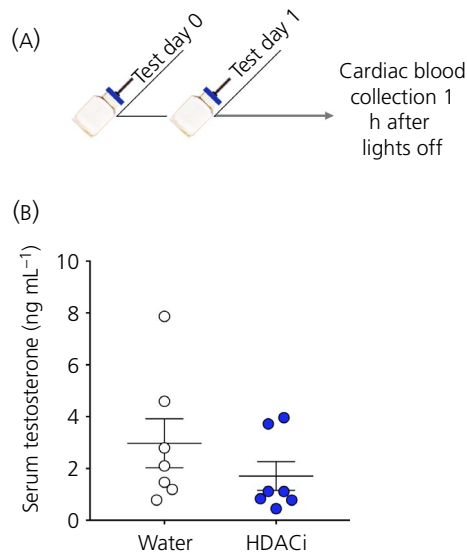 (A)
Test day 0
Test day 1
Cardiac blood
collection 1
h after
lights off
(B)
Serum testosterone (ng mL⁻¹)
10
8
6
4
2
0
Water
HDACi